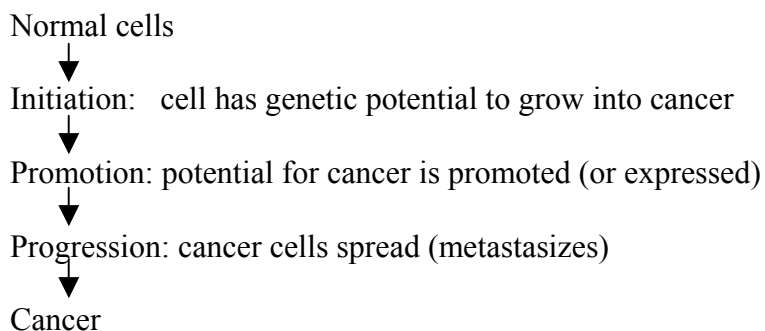 Normal cells
Initiation:   cell has genetic potential to grow into cancer
Promotion: potential for cancer is promoted (or expressed)
Progression: cancer cells spread (metastasizes)
Cancer